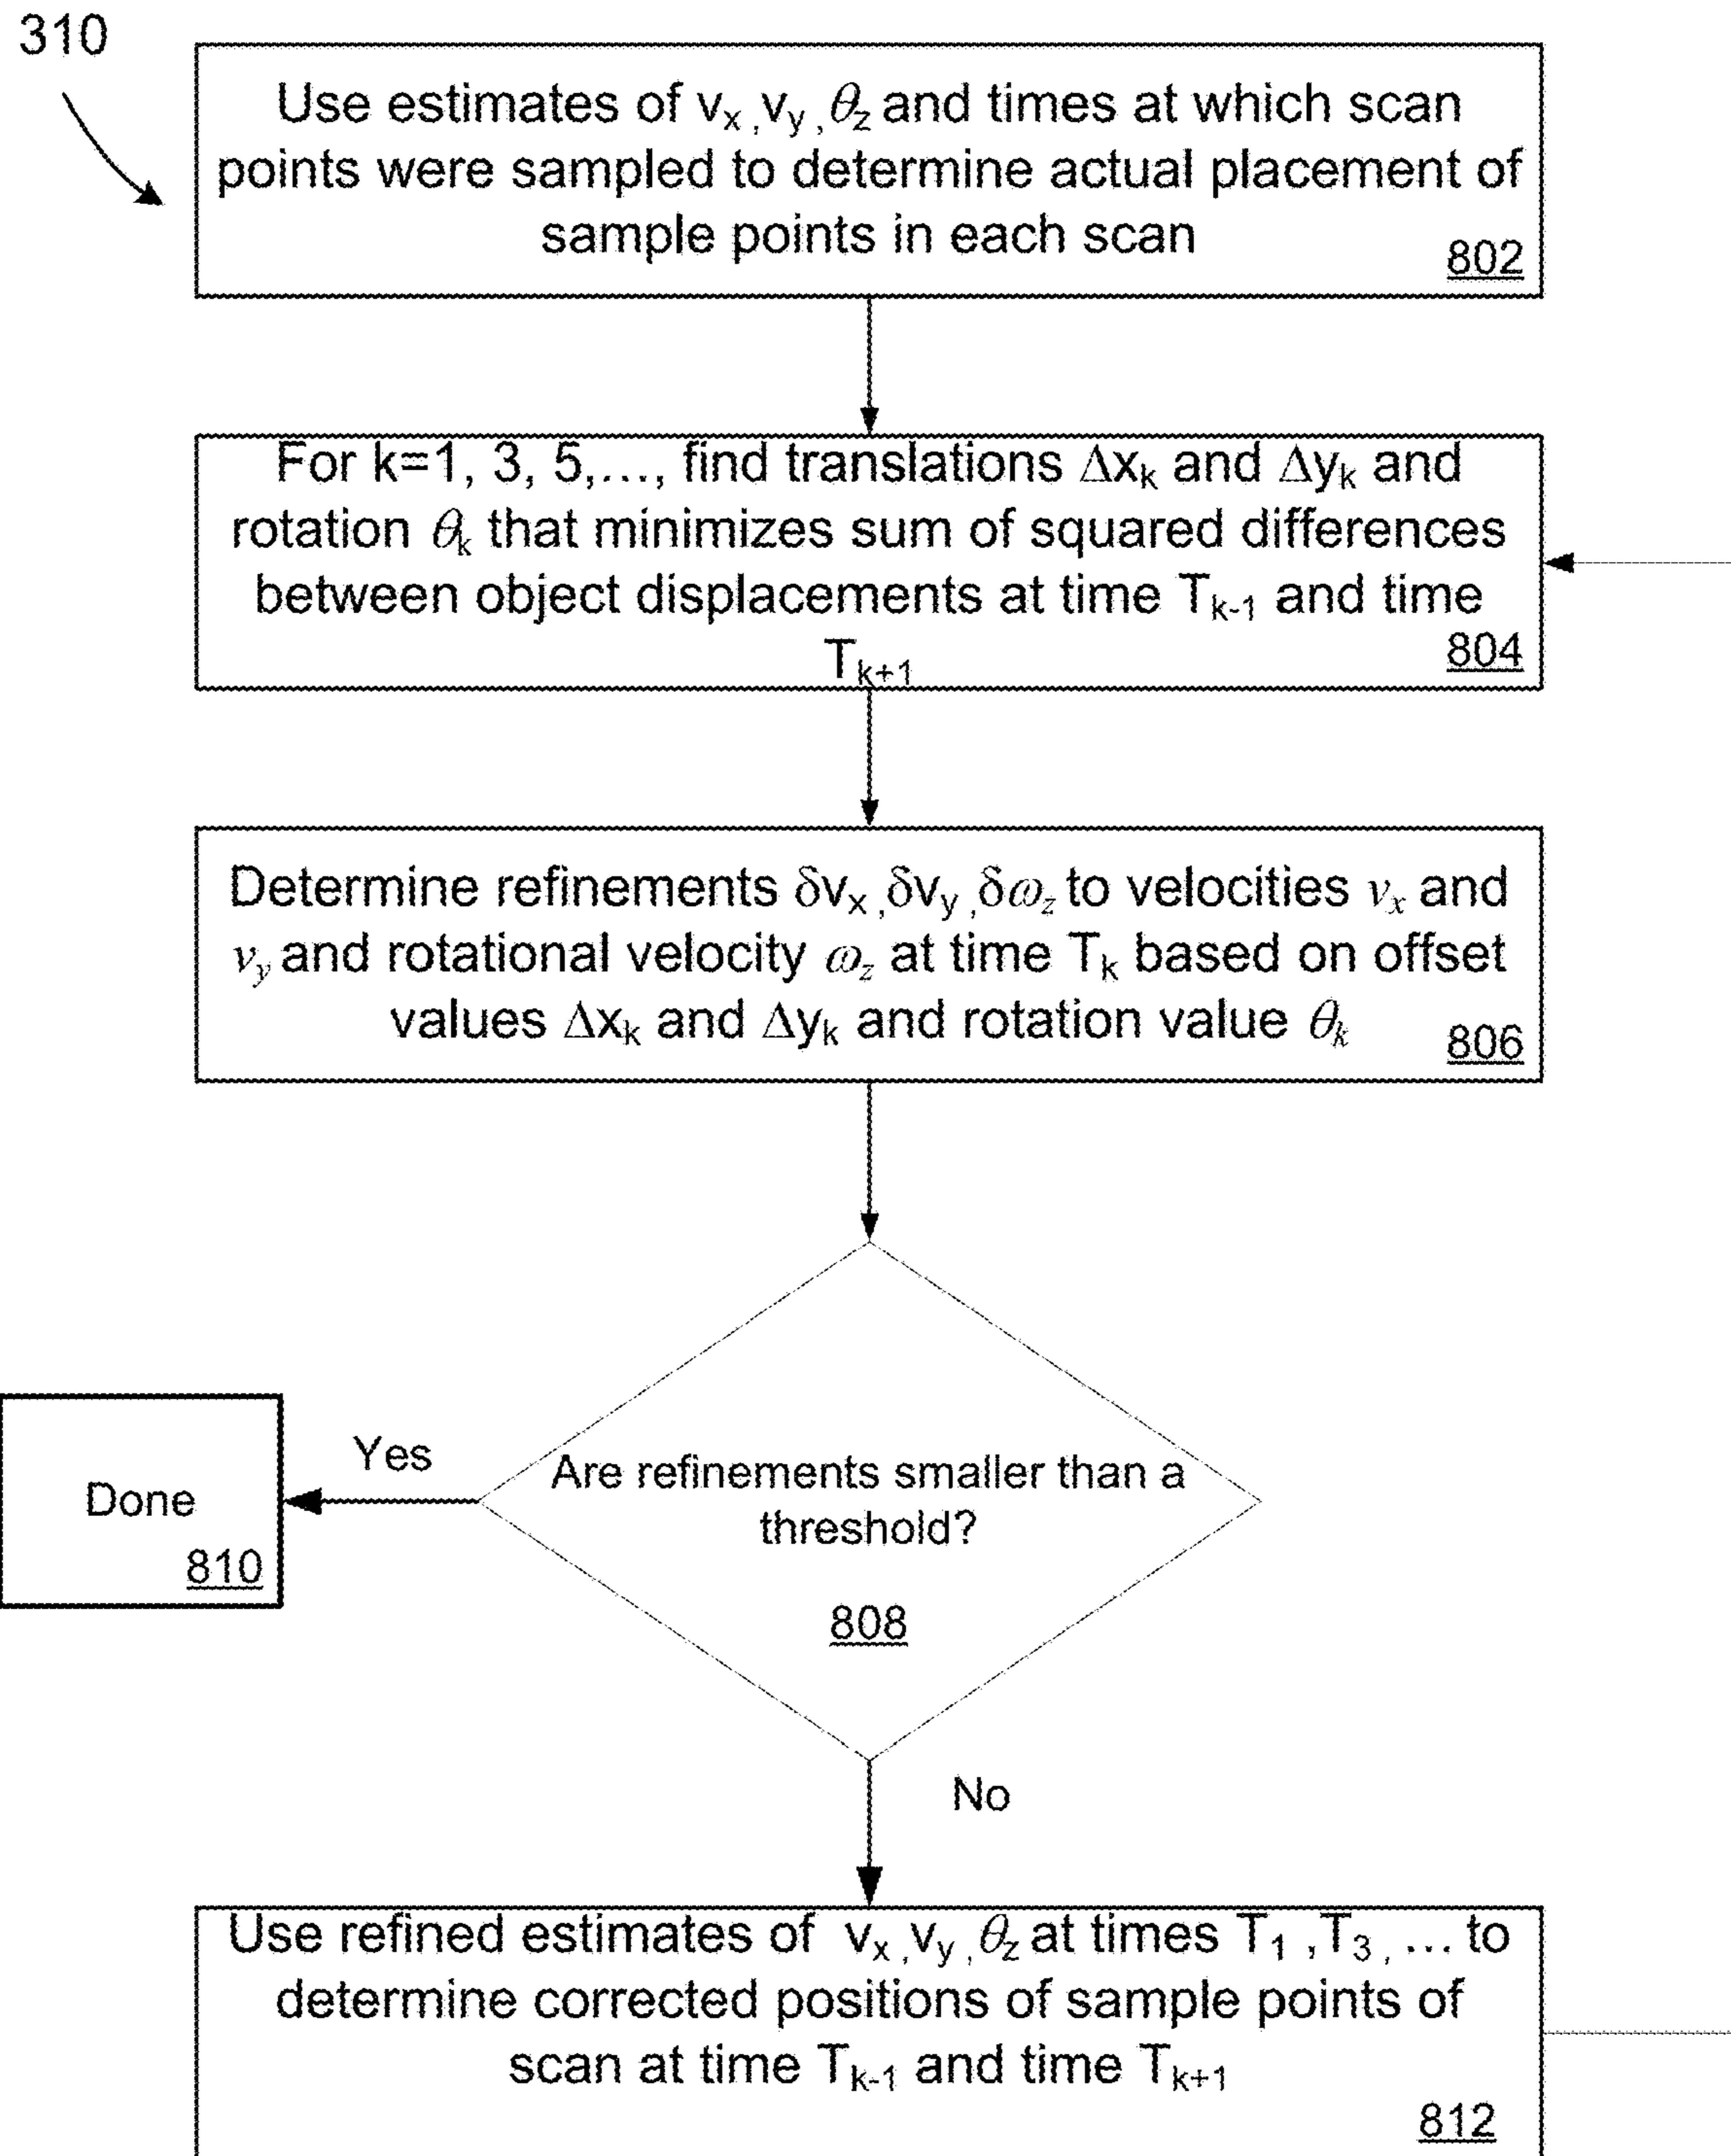 310
Use estimates of vx ,vy ,θz and times at which scan
points were sampled to determine actual placement of
sample points in each scan
802
For k=1, 3, 5,..., find translations Δxk and Δyk and
rotation θk that minimizes sum of squared differences
between object displacements at time Tk-1 and time
Tk+1
804
Determine refinements δvx ,δvy ,δωz to velocities vx and
vy and rotational velocity ωz at time Tk based on offset
values Δxk and Δyk and rotation value θk
806
Are refinements smaller than a
threshold?
808
Yes
Done
810
No
Use refined estimates of vx ,vy ,θz at times T1 ,T3 , ... to
determine corrected positions of sample points of
scan at time Tk-1 and time Tk+1
812